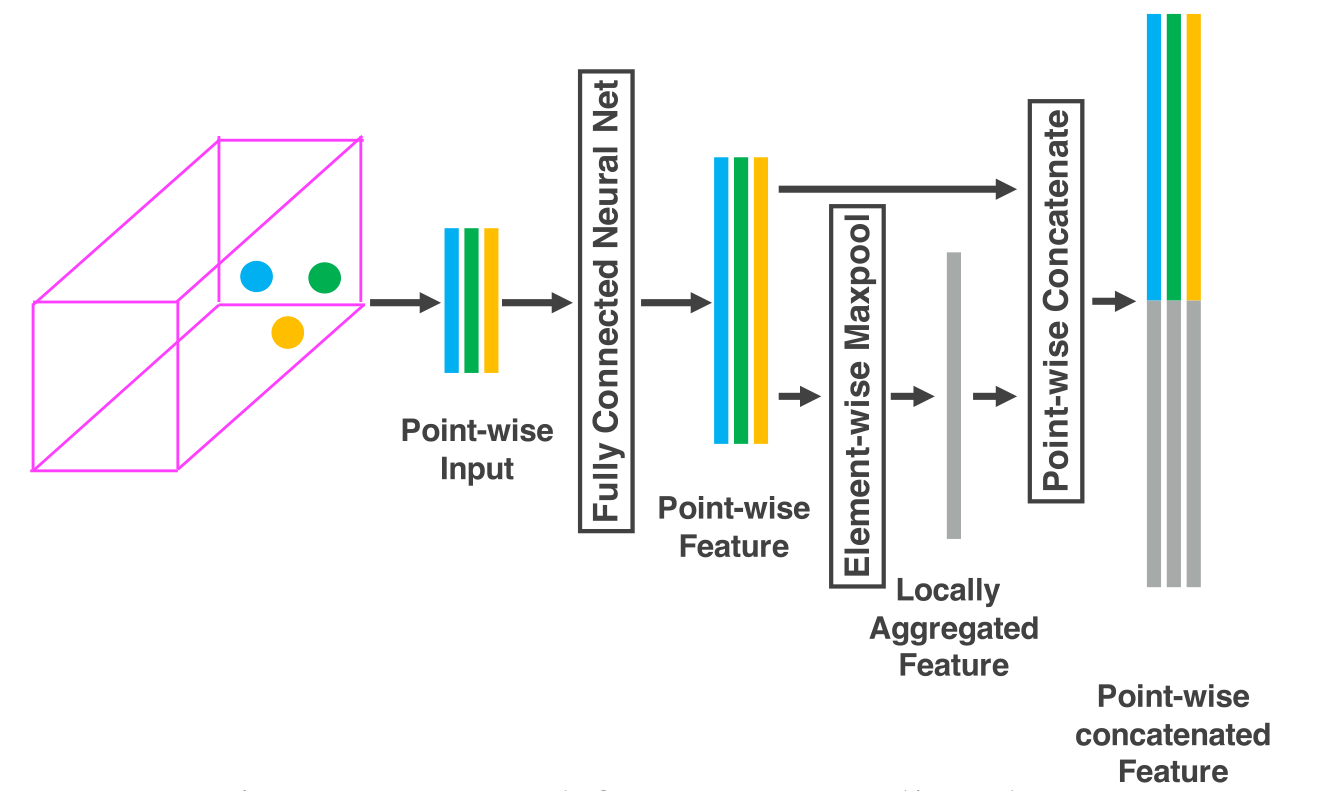 Point-wise
Input
Fully Connected Neural Net
Point-wise
Feature
Element-wise Maxpool
Locally
Aggregated
Feature
Point-wise Concatenate
Point-wise
concatenated
Feature